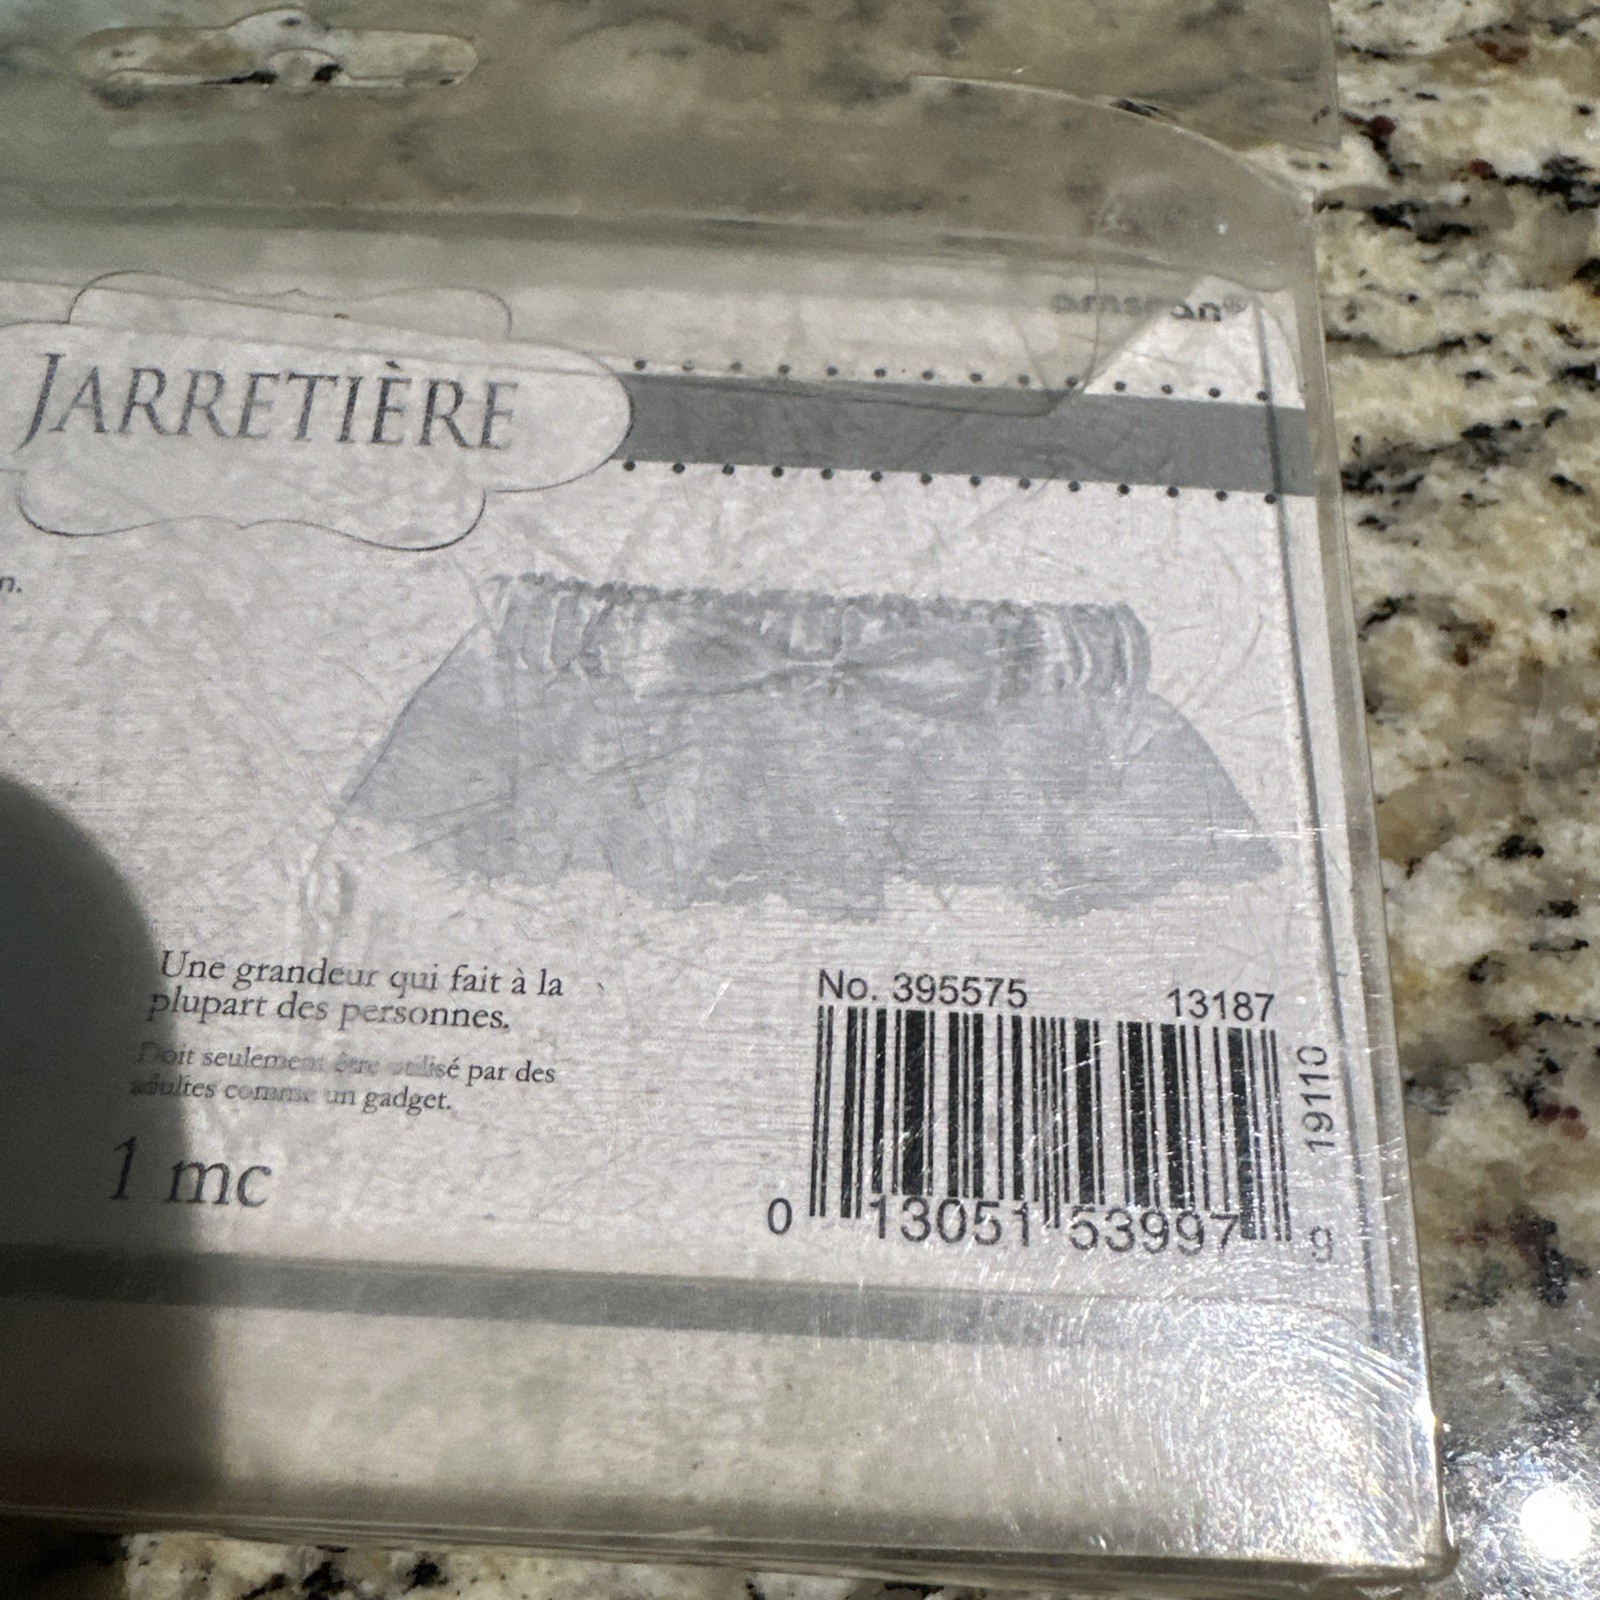 JARRETIÈRE
n.
Une grandeur qui fait à la
plupart des personnes.
Doit seulement être utilisé par des
adultes comme un gadget.
1 mc
No. 395575 13187
19110
0 13051 53997 9